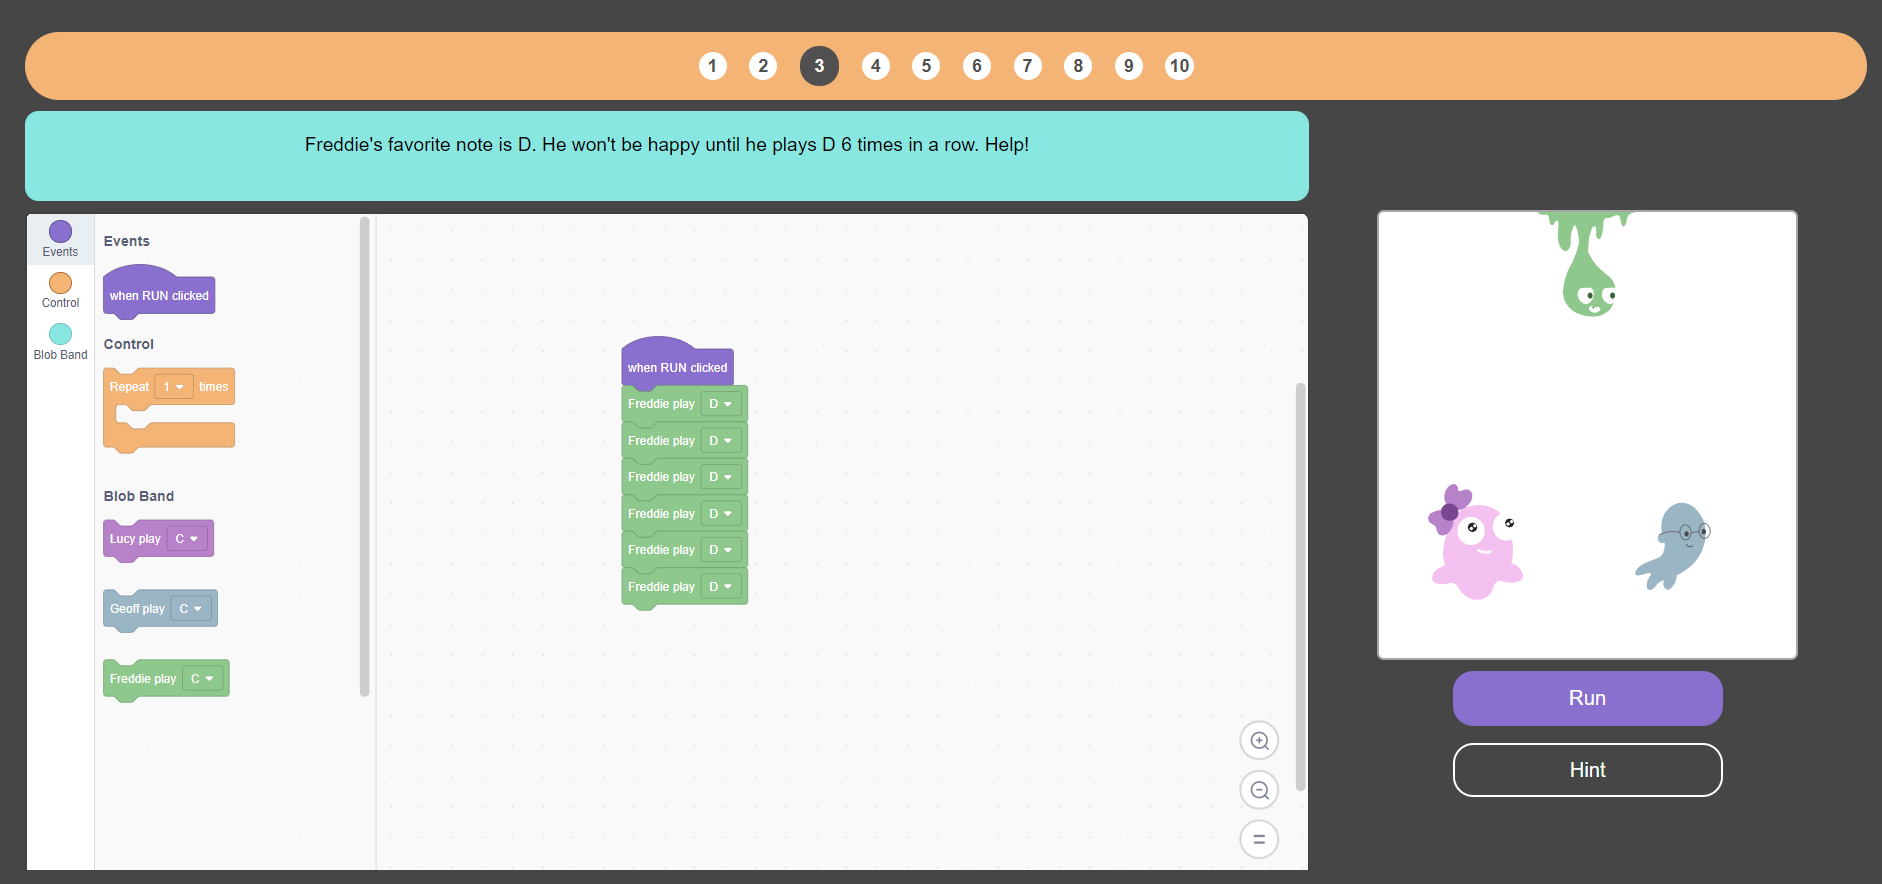 1 2 3 4 5 6 7 8 9 10
Freddie's favorite note is D. He won't be happy until he plays D 6 times in a row. Help!
Events
Control
Blob Band
Events
when RUN clicked
Control
Repeat 1 times
Blob Band
Lucy play C
Geoff play C
Freddie play C
when RUN clicked
Freddie play D
Freddie play D
Freddie play D
Freddie play D
Freddie play D
Freddie play D
Run
Hint